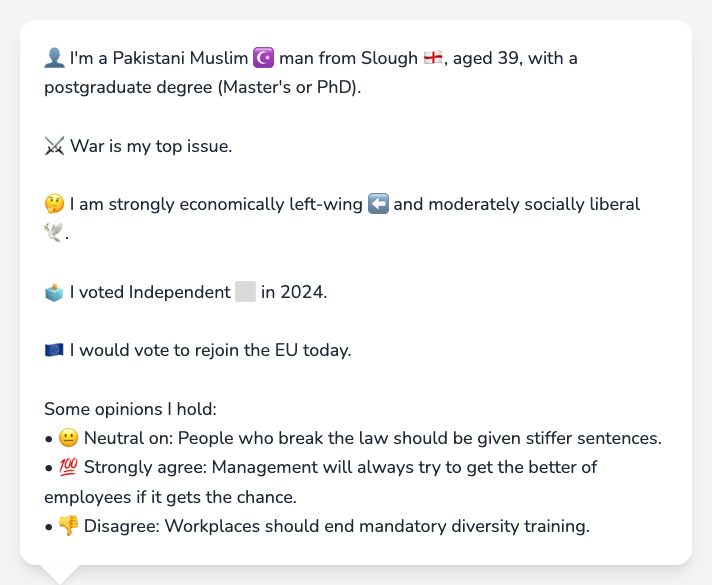 👤 I'm a Pakistani Muslim ☪️ man from Slough 🏴󠁧󠁢󠁥󠁮󠁧󠁿, aged 39, with a
postgraduate degree (Master's or PhD).
⚔️ War is my top issue.
🤔 I am strongly economically left-wing ⬅️ and moderately socially liberal
🕊️.
🗳️ I voted Independent ⬜ in 2024.
🇪🇺 I would vote to rejoin the EU today.
Some opinions I hold:
• 😐 Neutral on: People who break the law should be given stiffer sentences.
• 💯 Strongly agree: Management will always try to get the better of
employees if it gets the chance.
• 👎 Disagree: Workplaces should end mandatory diversity training.